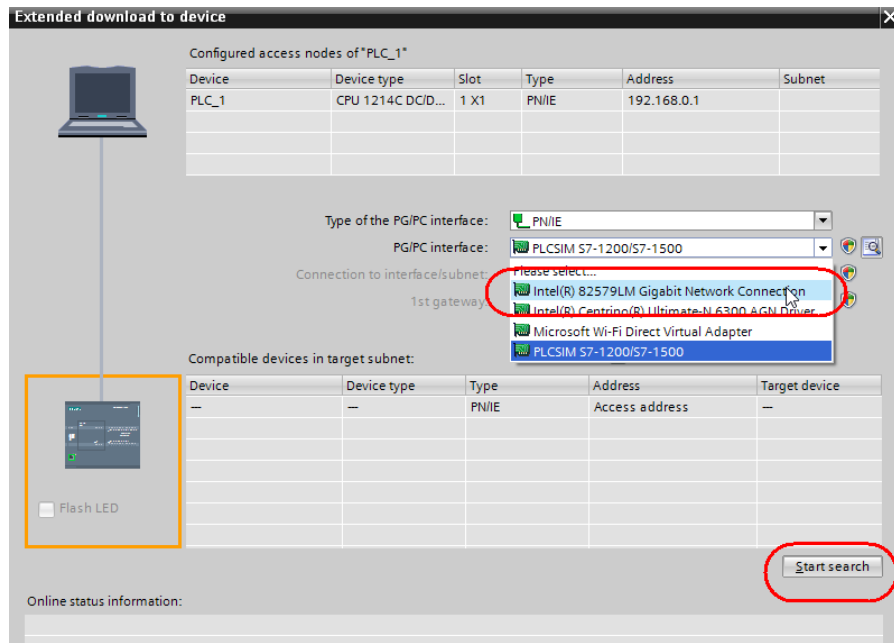 Extended download to device
Configured access nodes of "PLC_1"
Device Device type Slot Type Address Subnet
PLC_1 CPU 1214C DC/D... 1 X1 PN/IE 192.168.0.1
Type of the PG/PC interface: PN/IE
PG/PC interface: PLCSIM S7-1200/S7-1500
Connection to interface/subnet: Please select...
Intel(R) 82579LM Gigabit Network Connection
1st gateway: Intel(R) Centrino(R) Ultimate-N 6300 AGN Driver
Microsoft Wi-Fi Direct Virtual Adapter
PLCSIM S7-1200/S7-1500
Compatible devices in target subnet:
Device Device type Type Address Target device
— — PN/IE Access address —
Flash LED
Start search
Online status information: